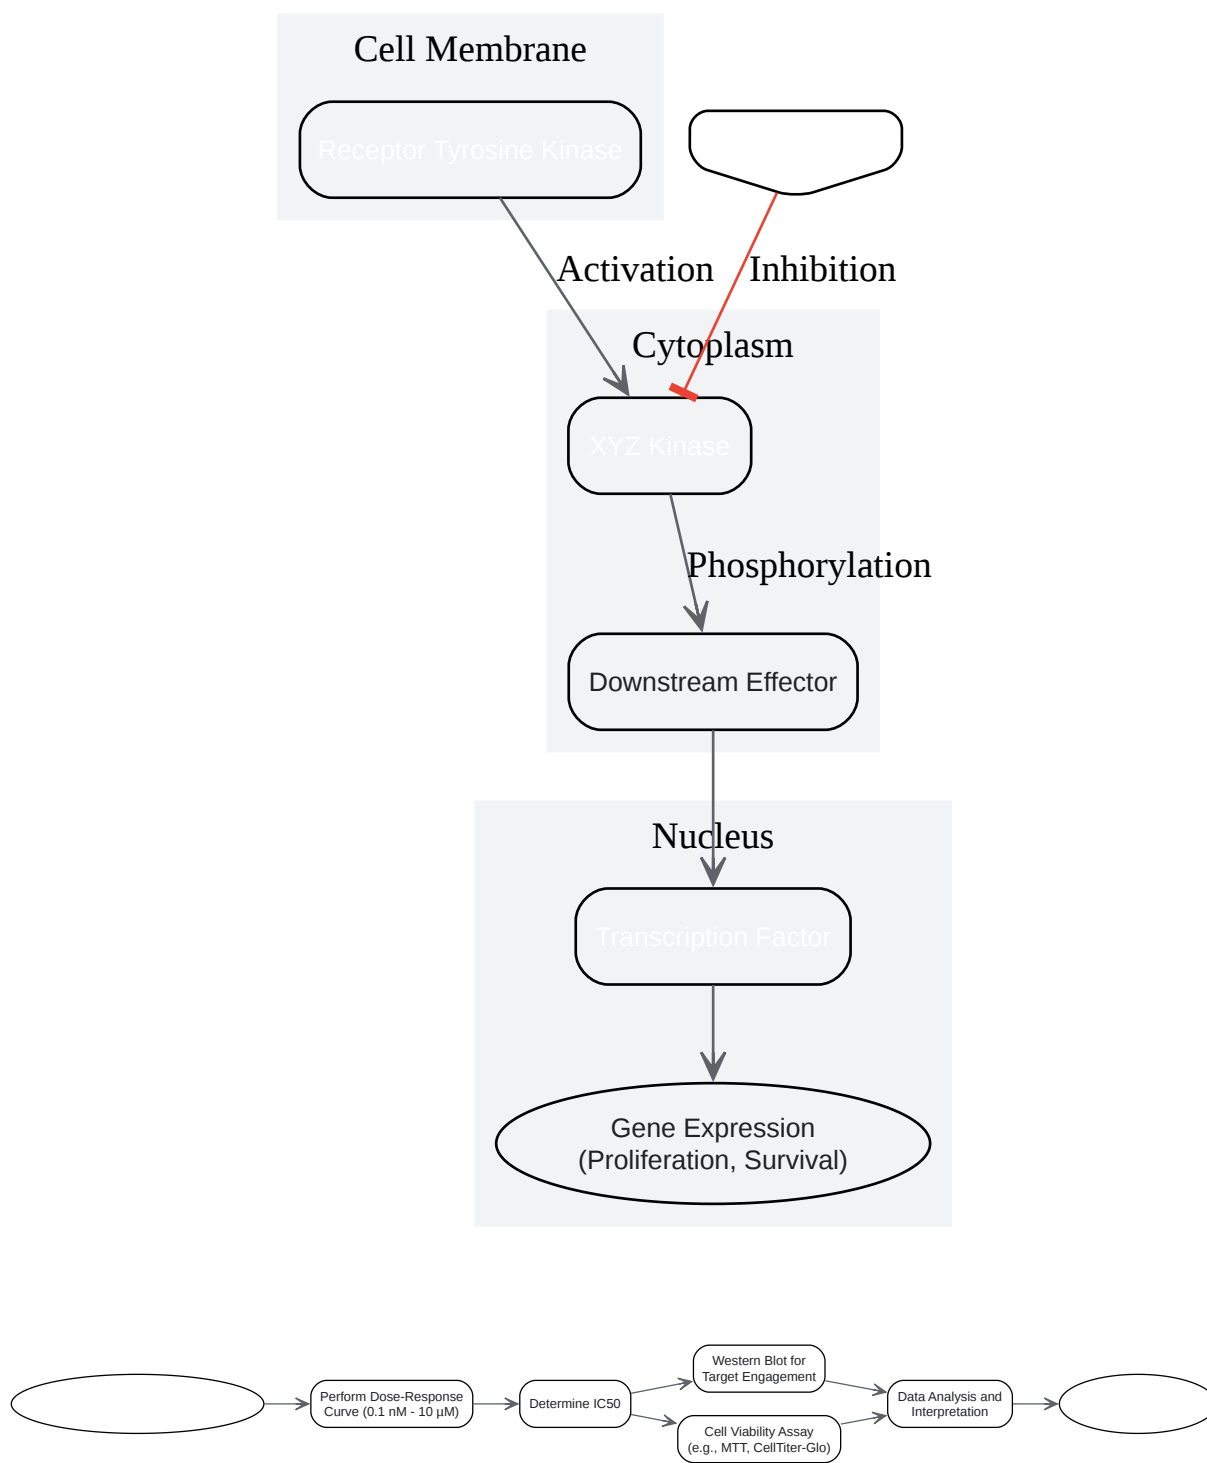 Cell Membrane
Receptor Tyrosine Kinase
Activation
Inhibition
Cytoplasm
XYZ Kinase
Phosphorylation
Downstream Effector
Nucleus
Transcription Factor
Gene Expression
(Proliferation, Survival)
Perform Dose-Response
Curve (0.1 nM - 10 µM)
Determine IC50
Western Blot for
Target Engagement
Cell Viability Assay
(e.g., MTT, CellTiter-Glo)
Data Analysis and
Interpretation